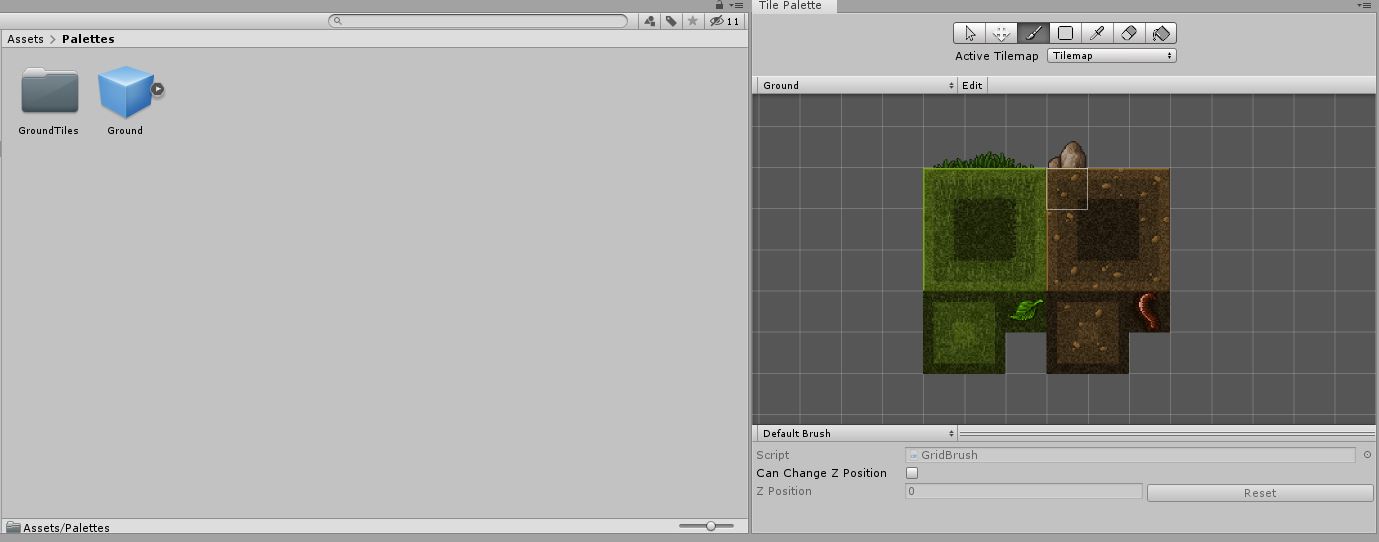 Tile Palette
11
Assets > Palettes
Active Tilemap Tilemap
Ground Edit
GroundTiles Ground
Default Brush
Script GridBrush
Can Change Z Position
Z Position 0 Reset
Assets/Palettes